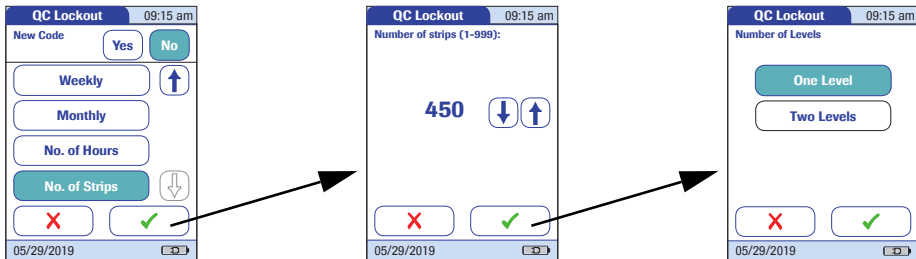 QC Lockout 09:15 am
New Code Yes No
Weekly
Monthly
No. of Hours
No. of Strips
05/29/2019
QC Lockout 09:15 am
Number of strips (1-999):
450
05/29/2019
QC Lockout 09:15 am
Number of Levels
One Level
Two Levels
05/29/2019